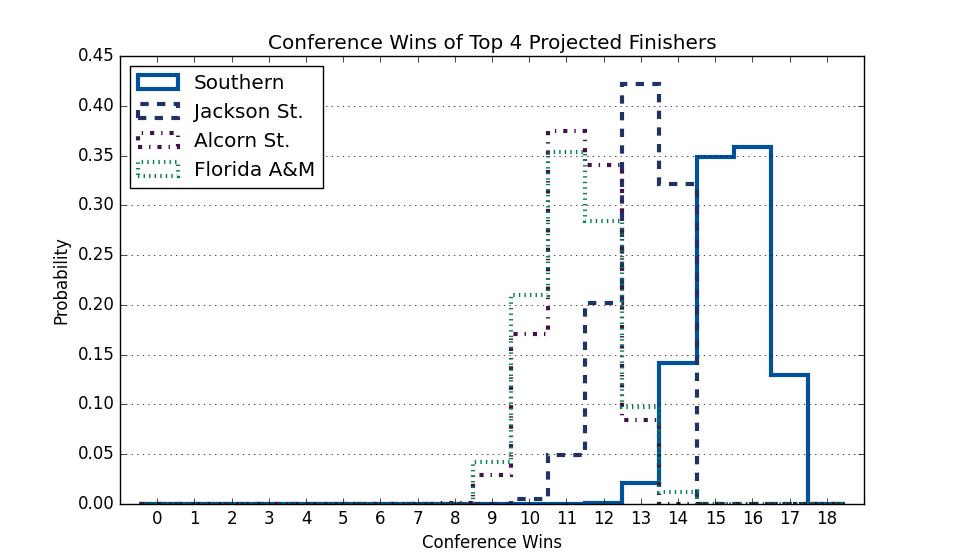 Conference Wins of Top 4 Projected Finishers
0.45
0.40
0.35
0.30
0.25
0.20
0.15
0.10
0.05
0.00
Probability
Southern
Jackson St.
Alcorn St.
Florida A&M
0 1 2 3 4 5 6 7 8 9 10 11 12 13 14 15 16 17 18
Conference Wins